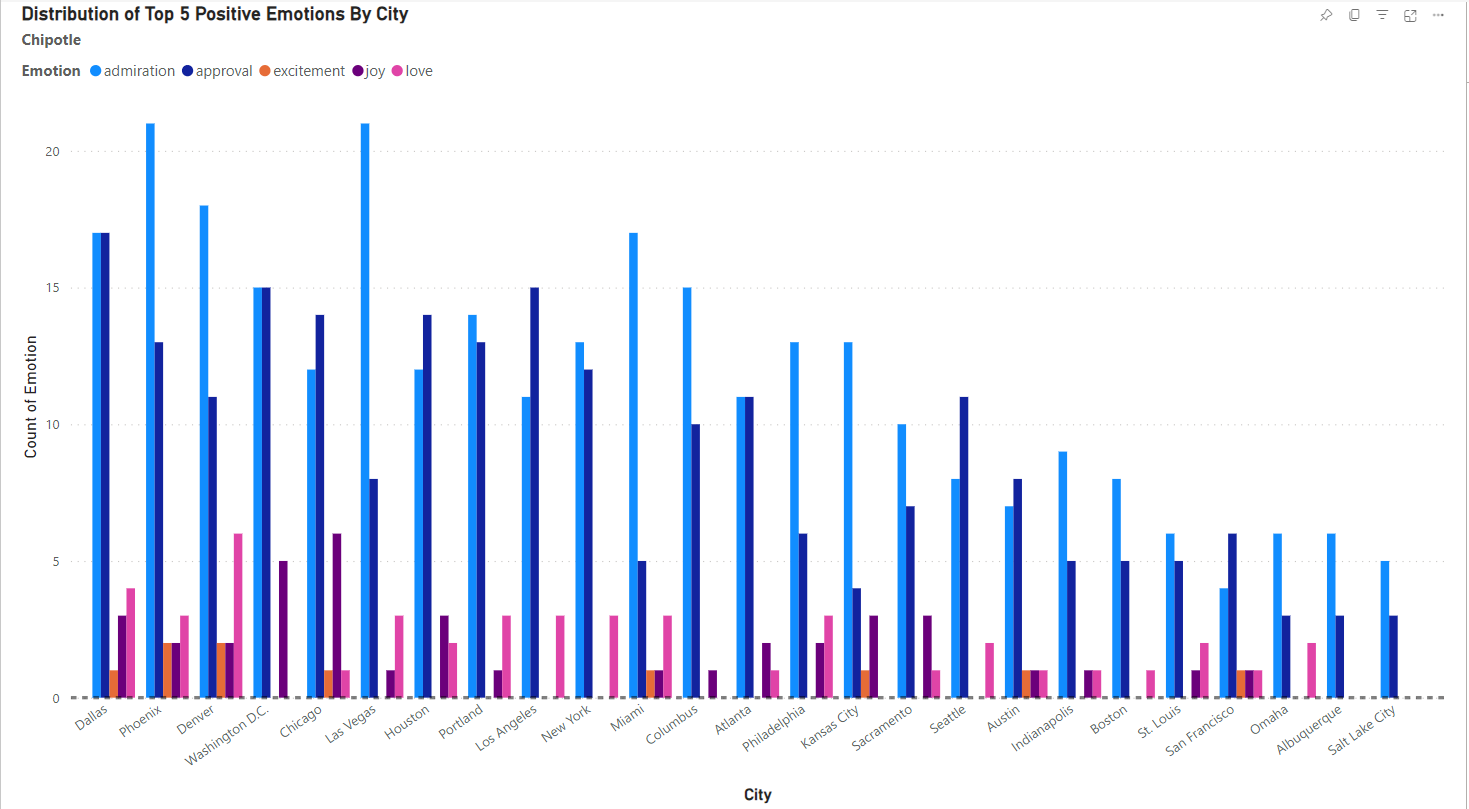 Distribution of Top 5 Positive Emotions By City
Chipotle
Emotion admiration approval excitement joy love
Count of Emotion
20
15
10
5
0
Dallas
Phoenix
Denver
Washington D.C.
Chicago
Las Vegas
Houston
Portland
Los Angeles
New York
Miami
Columbus
Atlanta
Philadelphia
Kansas City
Sacramento
Seattle
Austin
Indianapolis
Boston
St. Louis
San Francisco
Omaha
Albuquerque
Salt Lake City
City